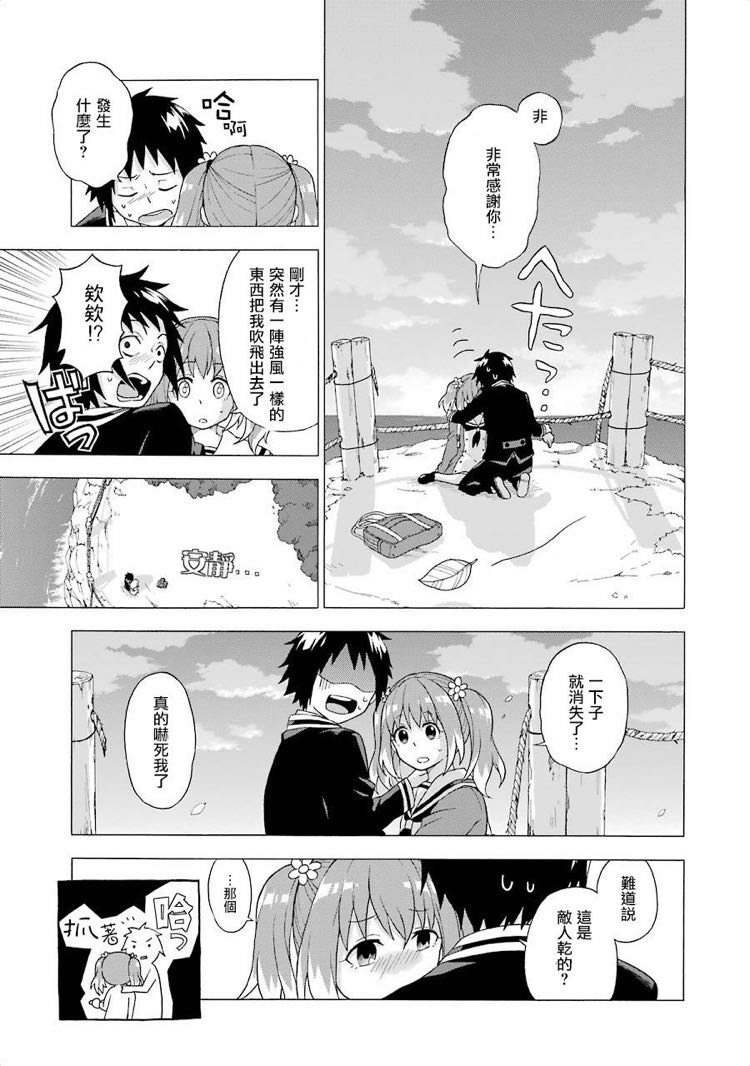 非
非常感謝你…
へたっ…
發生
什麼了？
哈
啊
剛才…
突然有一陣強風一樣的
東西把我吹飛出去了
欸欸!?
ばっ
安靜…
一下子
就消失了…
真的嚇死我了
難道説
這是
敵人乾的？
…那個
哈っ
抓著